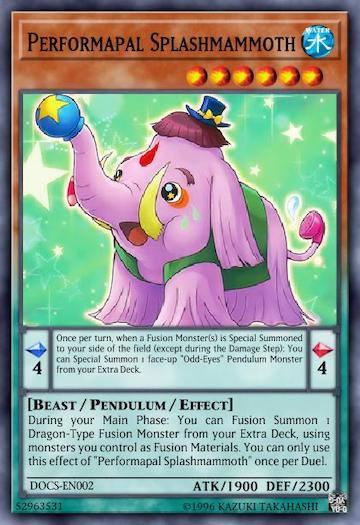 PERFORMAPAL SPLASHMAMMOTH
WATER
水
Once per turn, when a Fusion Monster(s) is Special Summoned
to your side of the field (except during the Damage Step): You
can Special Summon 1 face-up "Odd-Eyes" Pendulum Monster
from your Extra Deck.
4
4
[BEAST / PENDULUM / EFFECT]
During your Main Phase: You can Fusion Summon 1
Dragon-Type Fusion Monster from your Extra Deck, using
monsters you control as Fusion Materials. You can only use
this effect of "Performapal Splashmammoth" once per Duel.
DOCS-EN002
ATK/1900 DEF/2300
52963531
©1996 KAZUKI TAKAHASHI